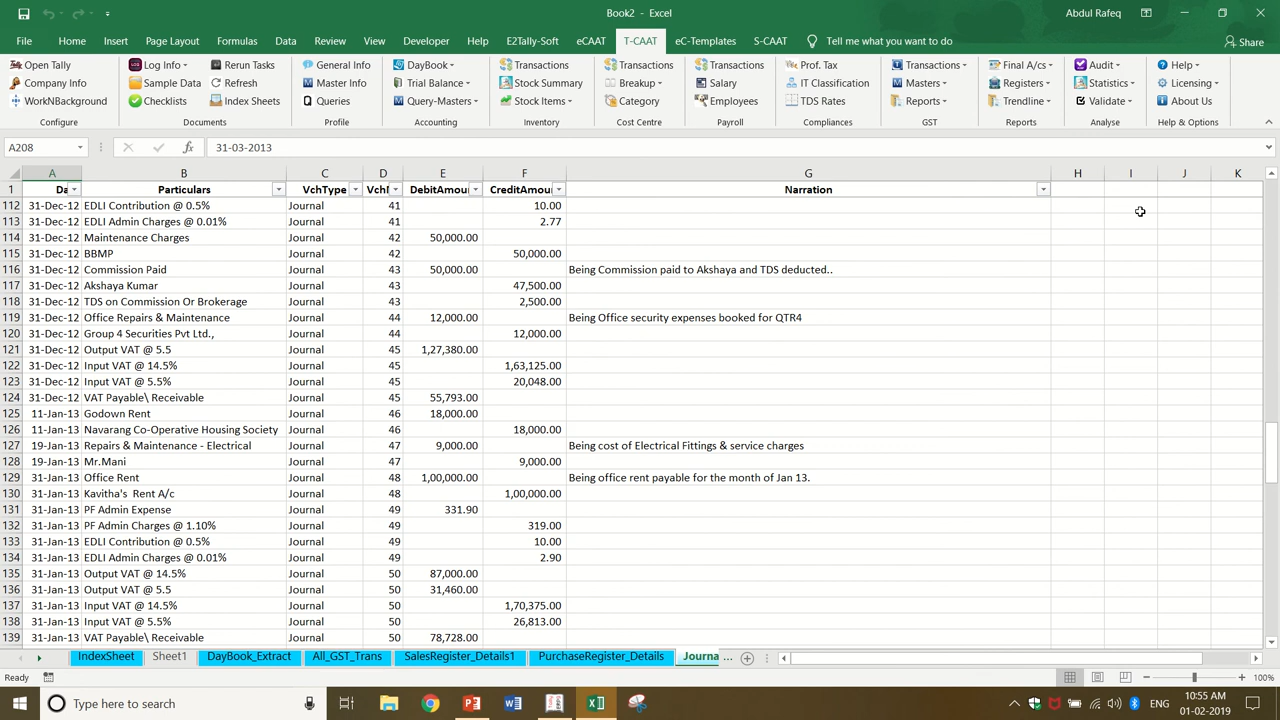 Book2 - Excel
Abdul Rafeq
File Home Insert Page Layout Formulas Data Review View Developer Help E2Tally-Soft eCAAT T-CAAT eC-Templates S-CAAT Tell me what you want to do Share
Open Tally Log Info Rerun Tasks General Info DayBook Transactions Transactions Transactions Prof. Tax Transactions Final A/cs Audit Help
Company Info Sample Data Refresh Master Info Trial Balance Stock Summary Breakup Salary IT Classification Masters Registers Statistics Licensing
WorkNBackground Checklists Index Sheets Queries Query-Masters Stock Items Category Employees TDS Rates Reports Trendline Validate About Us
Configure Documents Profile Accounting Inventory Cost Centre Payroll Compliances GST Reports Analyse Help & Options
A208 fx 31-03-2013
A B C D E F G H I J K
1 Da Particulars VchType VchN DebitAmou CreditAmou Narration
112 31-Dec-12 EDLI Contribution @ 0.5% Journal 41 10.00
113 31-Dec-12 EDLI Admin Charges @ 0.01% Journal 41 2.77
114 31-Dec-12 Maintenance Charges Journal 42 50,000.00
115 31-Dec-12 BBMP Journal 42 50,000.00
116 31-Dec-12 Commission Paid Journal 43 50,000.00 Being Commission paid to Akshaya and TDS deducted..
117 31-Dec-12 Akshaya Kumar Journal 43 47,500.00
118 31-Dec-12 TDS on Commission Or Brokerage Journal 43 2,500.00
119 31-Dec-12 Office Repairs & Maintenance Journal 44 12,000.00 Being Office security expenses booked for QTR4
120 31-Dec-12 Group 4 Securities Pvt Ltd., Journal 44 12,000.00
121 31-Dec-12 Output VAT @ 5.5 Journal 45 1,27,380.00
122 31-Dec-12 Input VAT @ 14.5% Journal 45 1,63,125.00
123 31-Dec-12 Input VAT @ 5.5% Journal 45 20,048.00
124 31-Dec-12 VAT Payable\ Receivable Journal 45 55,793.00
125 11-Jan-13 Godown Rent Journal 46 18,000.00
126 11-Jan-13 Navarang Co-Operative Housing Society Journal 46 18,000.00
127 19-Jan-13 Repairs & Maintenance - Electrical Journal 47 9,000.00 Being cost of Electrical Fittings & service charges
128 19-Jan-13 Mr.Mani Journal 47 9,000.00
129 31-Jan-13 Office Rent Journal 48 1,00,000.00 Being office rent payable for the month of Jan 13.
130 31-Jan-13 Kavitha's Rent A/c Journal 48 1,00,000.00
131 31-Jan-13 PF Admin Expense Journal 49 331.90
132 31-Jan-13 PF Admin Charges @ 1.10% Journal 49 319.00
133 31-Jan-13 EDLI Contribution @ 0.5% Journal 49 10.00
134 31-Jan-13 EDLI Admin Charges @ 0.01% Journal 49 2.90
135 31-Jan-13 Output VAT @ 14.5% Journal 50 87,000.00
136 31-Jan-13 Output VAT @ 5.5 Journal 50 31,460.00
137 31-Jan-13 Input VAT @ 14.5% Journal 50 1,70,375.00
138 31-Jan-13 Input VAT @ 5.5% Journal 50 26,813.00
139 31-Jan-13 VAT Payable\ Receivable Journal 50 78,728.00
IndexSheet Sheet1 DayBook_Extract All_GST_Trans SalesRegister_Details1 PurchaseRegister_Details Journa ...
Ready 100%
Type here to search ENG 10:55 AM
01-02-2019